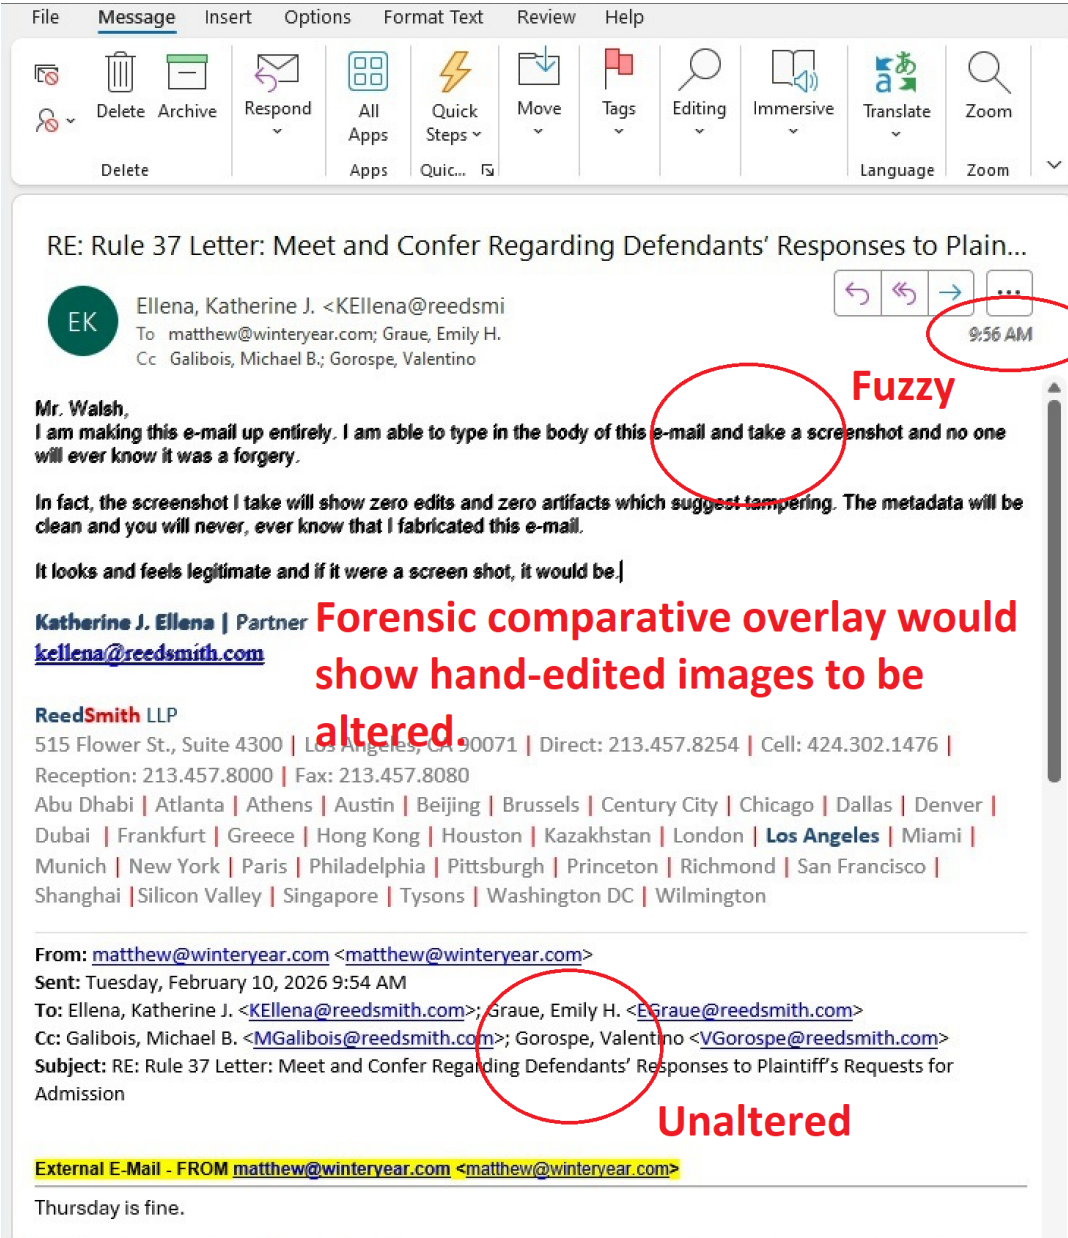 File Message Insert Options Format Text Review Help
Delete Archive Respond All Apps Quick Steps Move Tags Editing Immersive Translate Zoom
Delete Apps Quic... Language Zoom
RE: Rule 37 Letter: Meet and Confer Regarding Defendants' Responses to Plain...
EK
Ellena, Katherine J. <KEllena@reedsmi
To matthew@winteryear.com; Graue, Emily H.
9:56 AM
Cc Galibois, Michael B.; Gorospe, Valentino
Fuzzy
Mr. Walsh,
I am making this e-mail up entirely. I am able to type in the body of this e-mail and take a screenshot and no one
will ever know it was a forgery.
In fact, the screenshot I take will show zero edits and zero artifacts which suggest tampering. The metadata will be
clean and you will never, ever know that I fabricated this e-mail.
It looks and feels legitimate and if it were a screen shot, it would be.
Katherine J. Ellena | Partner
kellena@reedsmith.com
Forensic comparative overlay would
show hand-edited images to be
altered.
ReedSmith LLP
515 Flower St., Suite 4300 | Los Angeles, CA 90071 | Direct: 213.457.8254 | Cell: 424.302.1476 |
Reception: 213.457.8000 | Fax: 213.457.8080
Abu Dhabi | Atlanta | Athens | Austin | Beijing | Brussels | Century City | Chicago | Dallas | Denver |
Dubai | Frankfurt | Greece | Hong Kong | Houston | Kazakhstan | London | Los Angeles | Miami |
Munich | New York | Paris | Philadelphia | Pittsburgh | Princeton | Richmond | San Francisco |
Shanghai |Silicon Valley | Singapore | Tysons | Washington DC | Wilmington
From: matthew@winteryear.com <matthew@winteryear.com>
Sent: Tuesday, February 10, 2026 9:54 AM
To: Ellena, Katherine J. <KEllena@reedsmith.com>; Graue, Emily H. <EGraue@reedsmith.com>
Cc: Galibois, Michael B. <MGalibois@reedsmith.com>; Gorospe, Valentino <VGorospe@reedsmith.com>
Subject: RE: Rule 37 Letter: Meet and Confer Regarding Defendants' Responses to Plaintiff's Requests for
Admission
Unaltered
External E-Mail - FROM matthew@winteryear.com <matthew@winteryear.com>
Thursday is fine.